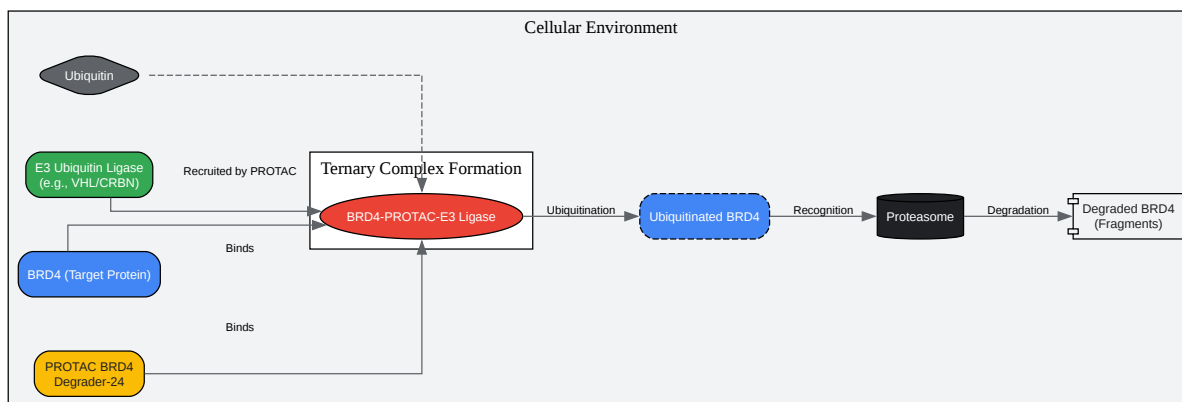 Cellular Environment
Ubiquitin
E3 Ubiquitin Ligase
(e.g., VHL/CRBN)
Recruited by PROTAC
Ternary Complex Formation
BRD4-PROTAC-E3 Ligase
Ubiquitination
Ubiquitinated BRD4
Recognition
Proteasome
Degradation
Degraded BRD4
(Fragments)
Binds
BRD4 (Target Protein)
Binds
PROTAC BRD4
Degrader-24